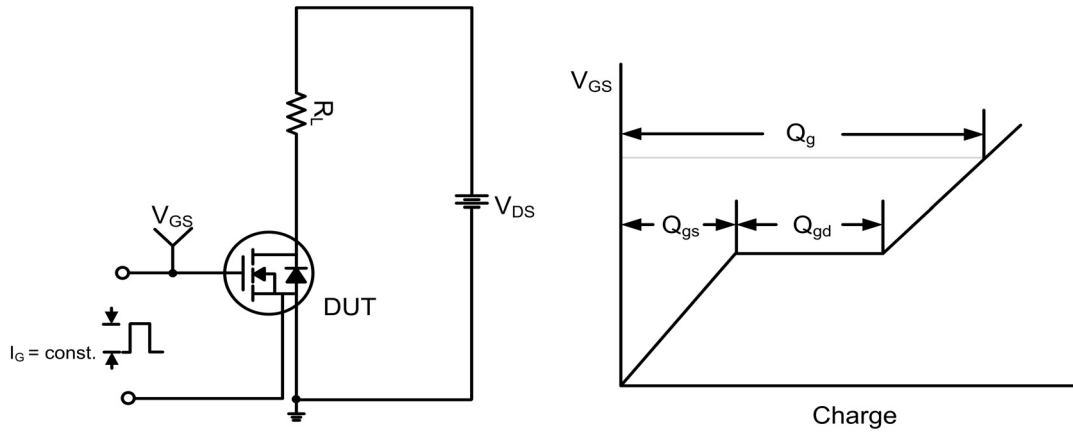 R_L
V_GS
V_DS
DUT
I_G = const.
V_GS
Q_g
Q_gs
Q_gd
Charge